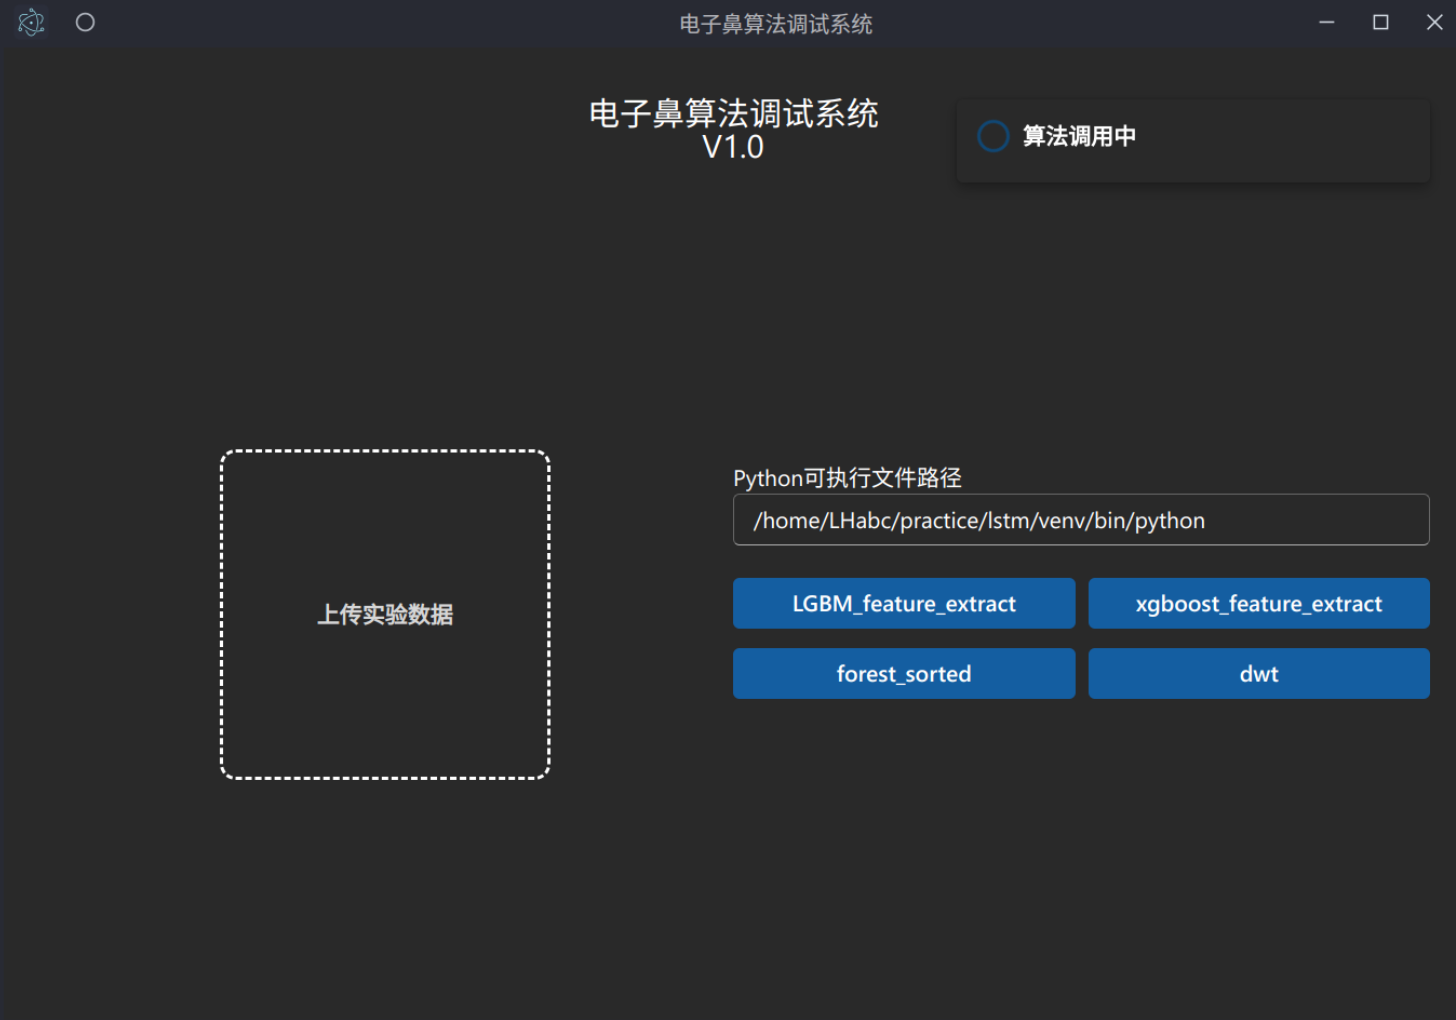 电子鼻算法调试系统
电子鼻算法调试系统
V1.0
算法调用中
上传实验数据
Python可执行文件路径
/home/LHabc/practice/lstm/venv/bin/python
LGBM_feature_extract
xgboost_feature_extract
forest_sorted
dwt